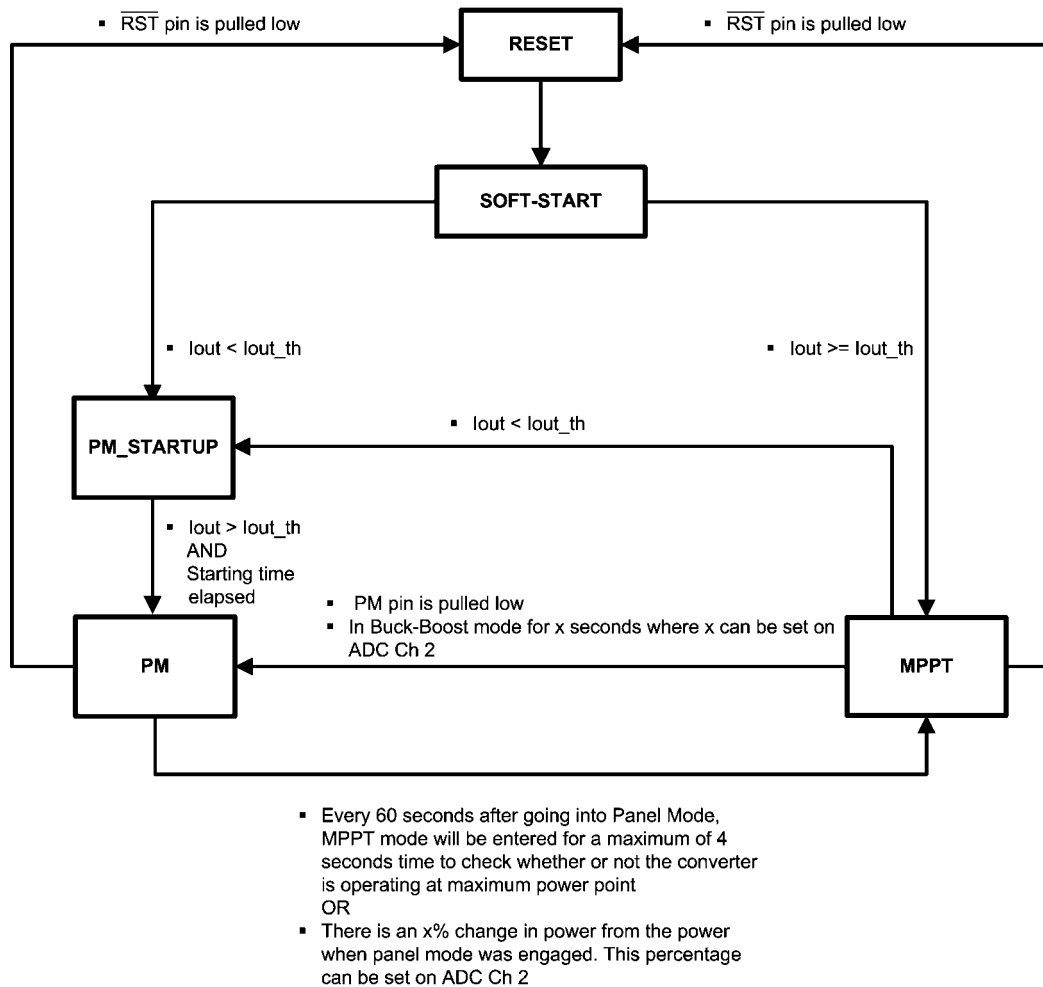 ▪ R̅S̅T̅ pin is pulled low
RESET
▪ R̅S̅T̅ pin is pulled low
SOFT-START
▪ Iout < Iout_th
▪ Iout >= Iout_th
▪ Iout < Iout_th
PM_STARTUP
▪ Iout > Iout_th
AND
Starting time
elapsed
▪ PM pin is pulled low
▪ In Buck-Boost mode for x seconds where x can be set on
ADC Ch 2
PM
MPPT
▪ Every 60 seconds after going into Panel Mode,
MPPT mode will be entered for a maximum of 4
seconds time to check whether or not the converter
is operating at maximum power point
OR
▪ There is an x% change in power from the power
when panel mode was engaged. This percentage
can be set on ADC Ch 2